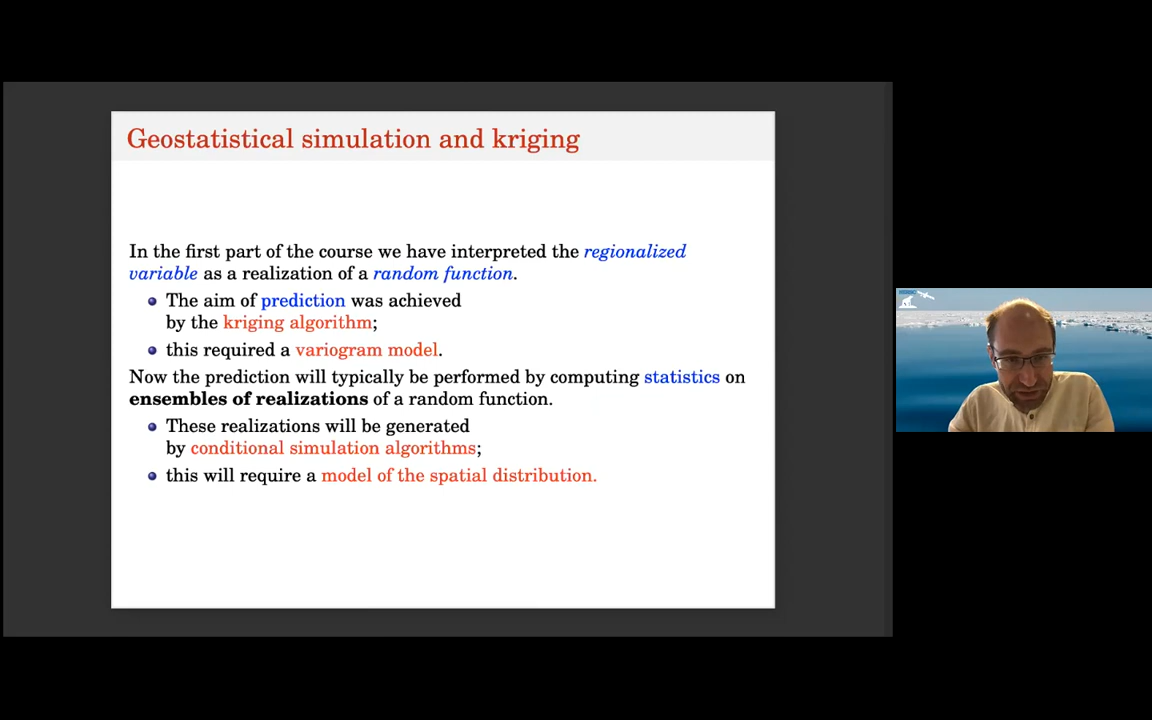 Geostatistical simulation and kriging
In the first part of the course we have interpreted the regionalized
variable as a realization of a random function.
The aim of prediction was achieved
by the kriging algorithm;
this required a variogram model.
Now the prediction will typically be performed by computing statistics on
ensembles of realizations of a random function.
These realizations will be generated
by conditional simulation algorithms;
this will require a model of the spatial distribution.